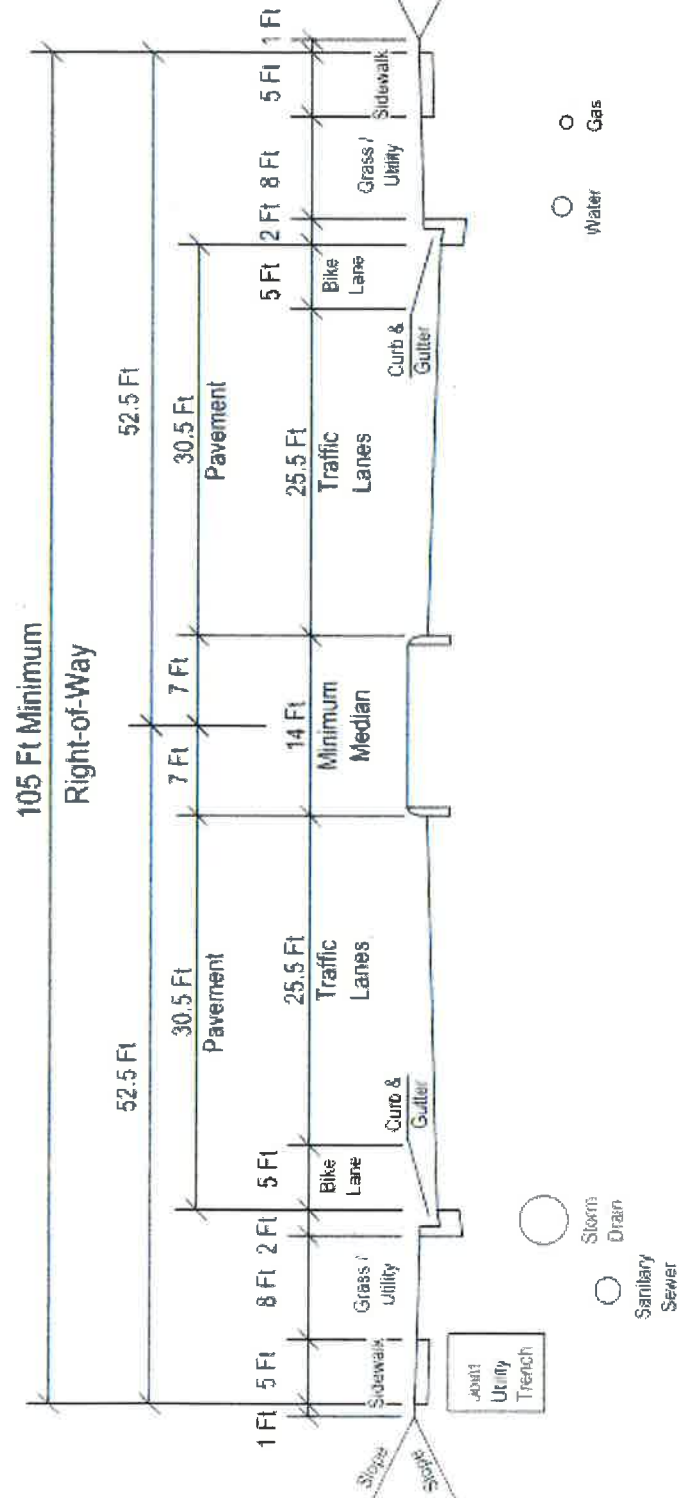 105 Ft Minimum
Right-of-Way
52.5 Ft 52.5 Ft
30.5 Ft 7 Ft 7 Ft 30.5 Ft
Pavement Pavement
1 Ft 5 Ft 8 Ft 2 Ft 5 Ft 25.5 Ft 14 Ft 25.5 Ft 5 Ft 2 Ft 8 Ft 5 Ft 1 Ft
Slope
Slope
Sidewalk
Grass /
Utility
Bike
Lane
Curb &
Gutter
Traffic
Lanes
Minimum
Median
Traffic
Lanes
Curb &
Gutter
Bike
Lane
Grass /
Utility
Sidewalk
Joint
Utility
Trench
Sanitary
Sewer
Storm
Drain
Water
Gas